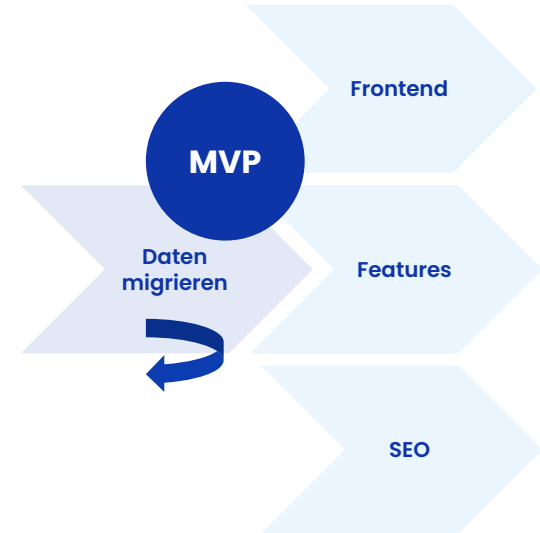 Frontend
MVP
Daten
migrieren
Features
SEO